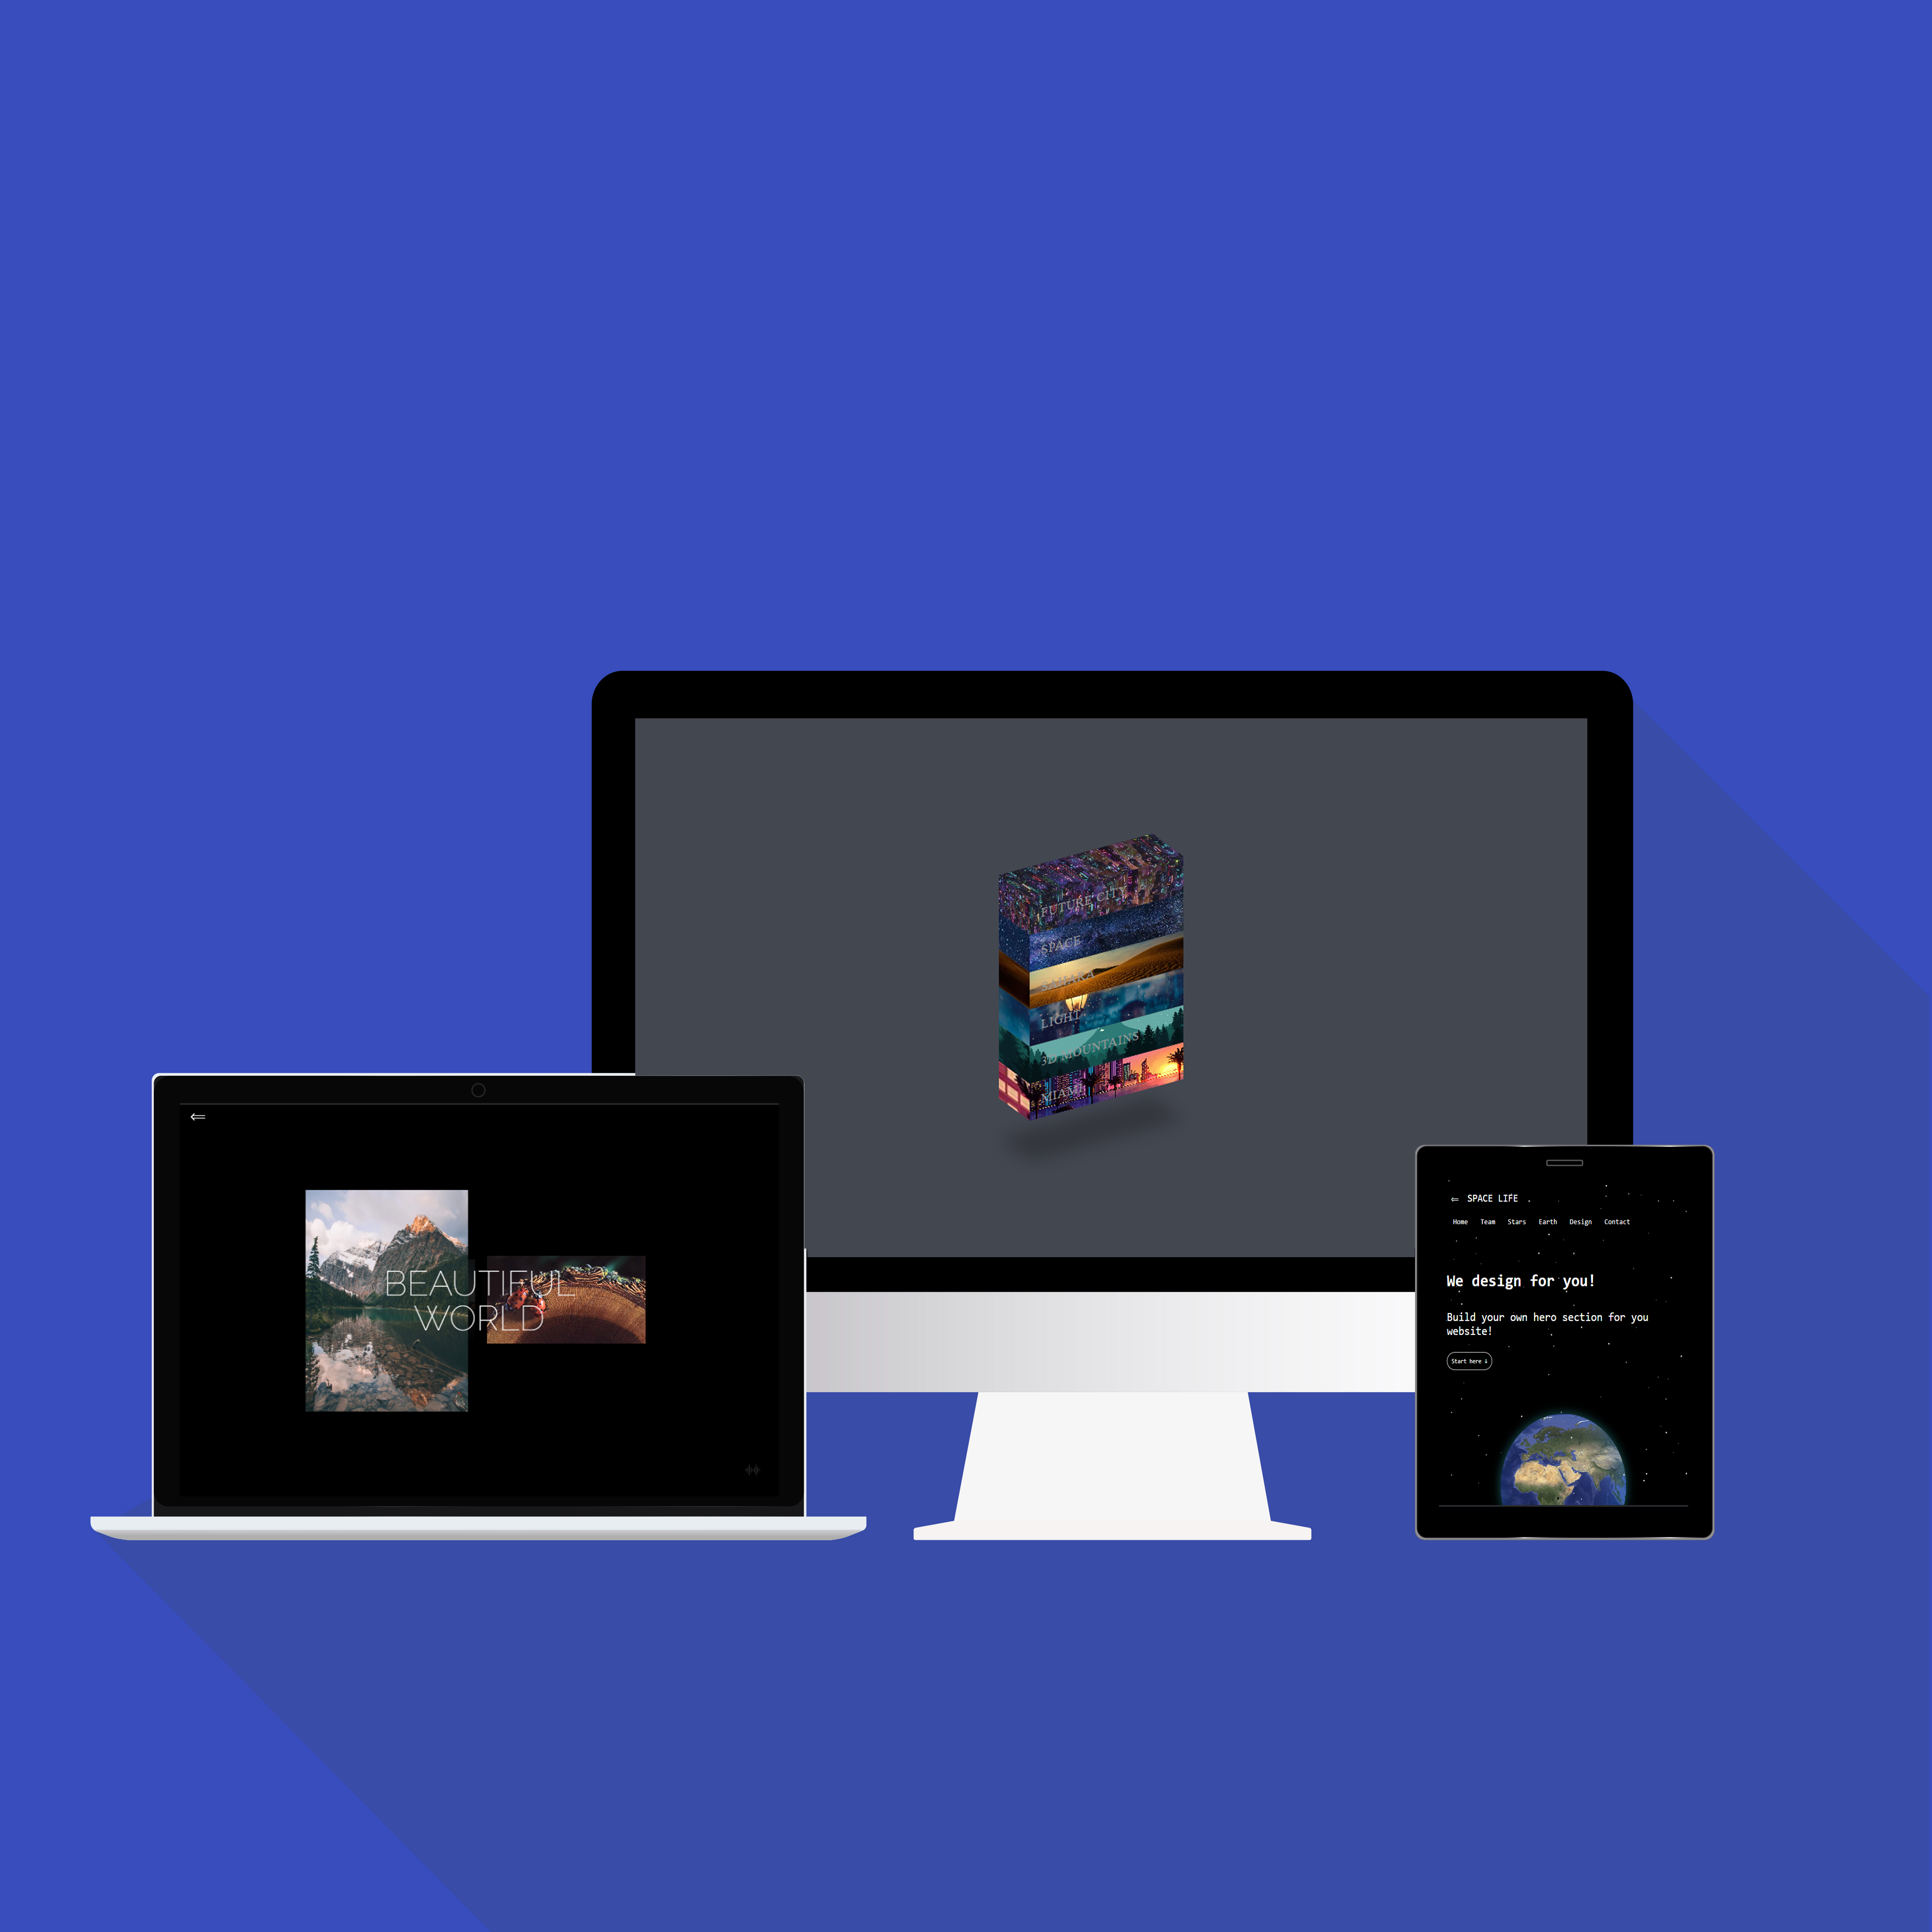 FUTURE CITY
SPACE
SAHARA
LIGHT
3D MOUNTAINS
MIAMI
BEAUTIFUL
WORLD
⇐ SPACE LIFE
Home Team Stars Earth Design Contact
We design for you!
Build your own hero section for you
website!
Start here ↓